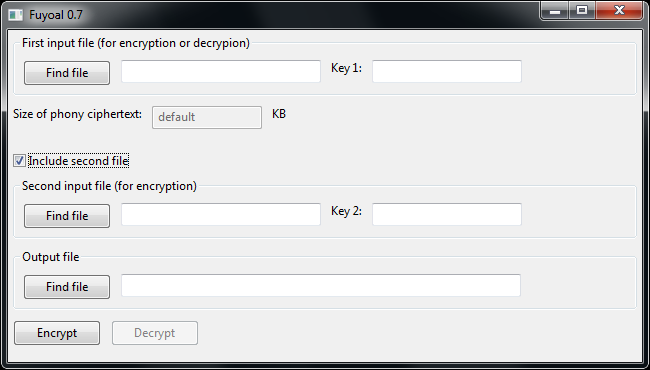 Fuyoal 0.7
First input file (for encryption or decrypion)
Find file Key 1:
Size of phony ciphertext: default KB
Include second file
Second input file (for encryption)
Find file Key 2:
Output file
Find file
Encrypt Decrypt